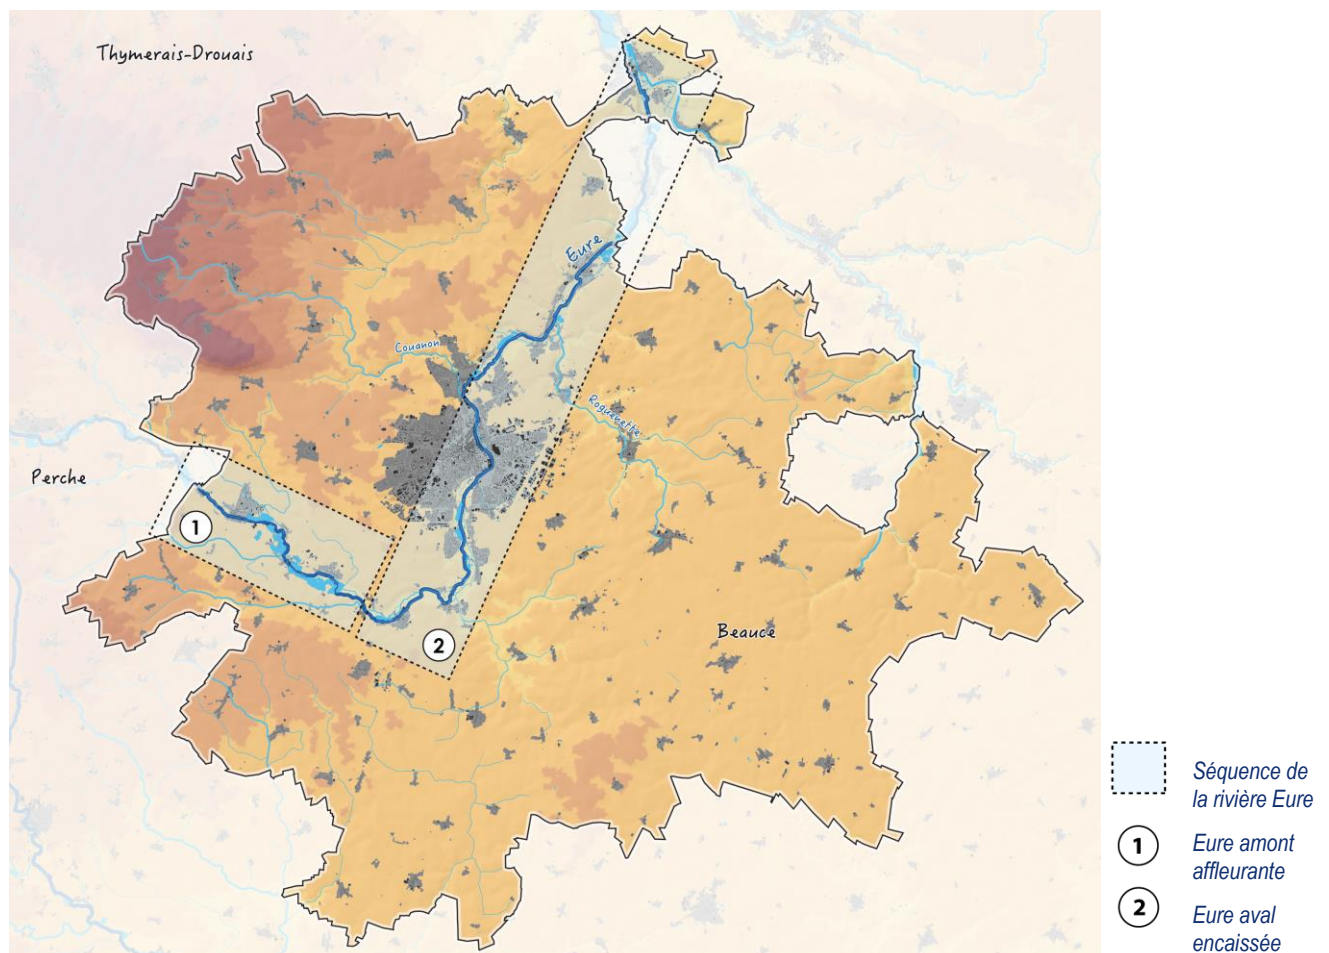 Thymerais-Drouais
Eure
Couanon
Roguenette
Perche
1
2
Beauce
Séquence de
la rivière Eure
1
Eure amont
affleurante
2
Eure aval
encaissée